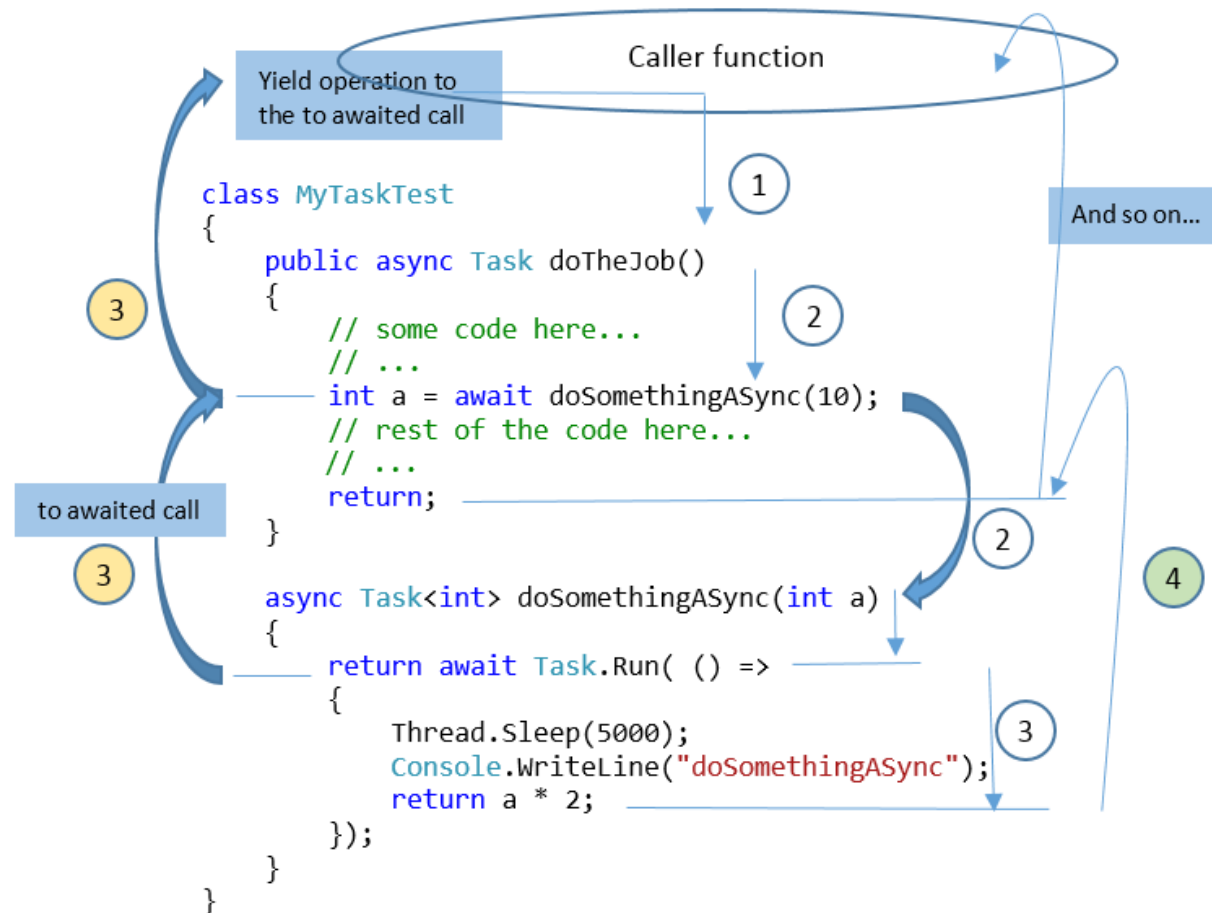 Caller function
Yield operation to
the to awaited call
1
class MyTaskTest
{
And so on...
public async Task doTheJob()
{
3
2
// some code here...
// ...
int a = await doSomethingASync(10);
// rest of the code here...
// ...
return;
to awaited call
}
2
3
4
async Task<int> doSomethingASync(int a)
{
return await Task.Run( () =>
{
Thread.Sleep(5000);
3
Console.WriteLine("doSomethingASync");
return a * 2;
});
}
}